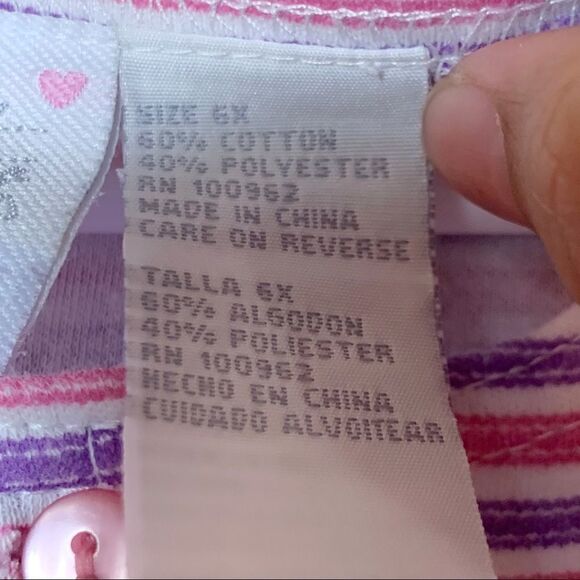 SIZE 6X
60% COTTON
40% POLYESTER
RN 100962
MADE IN CHINA
CARE ON REVERSE
TALLA 6X
60% ALGODON
40% POLIESTER
RN 100962
HECHO EN CHINA
CUIDADO ALVOITEAR